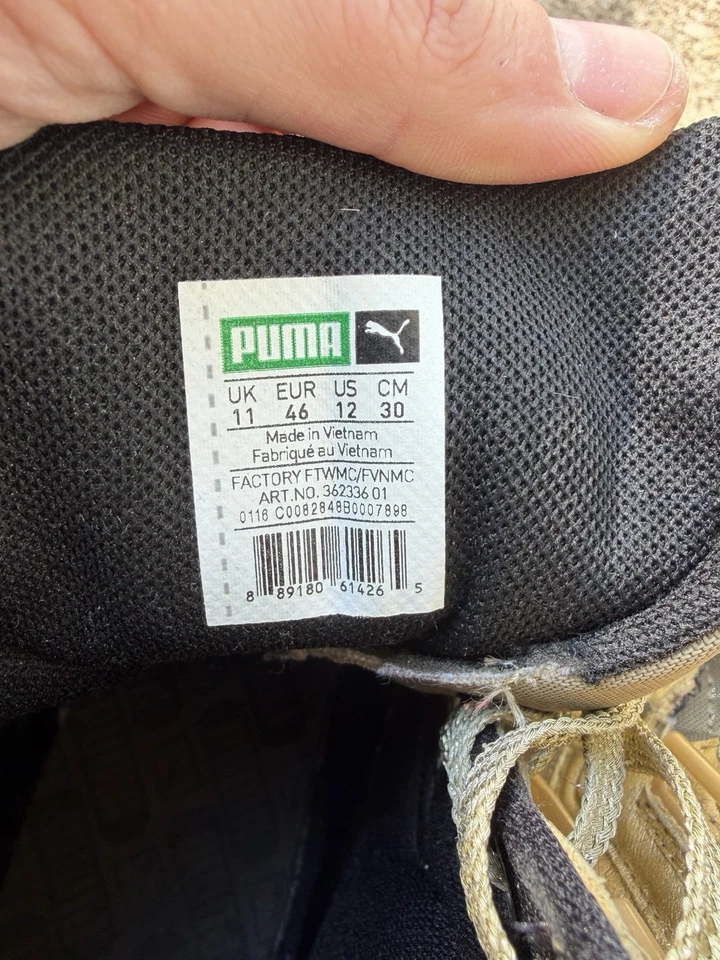 PUMA
UK EUR US CM
11 46 12 30
Made in Vietnam
Fabriqué au Vietnam
FACTORY FTWMC/FVNMC
ART.NO. 362336 01
0116 C0082848B0007898
8 89180 61426 5